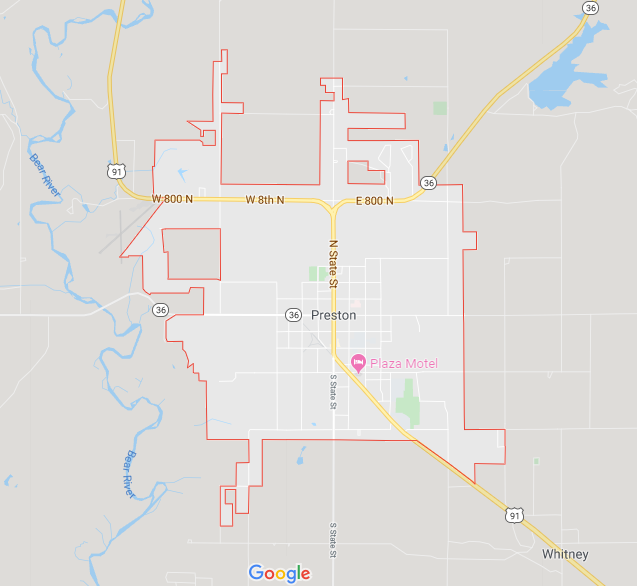 36
91
Bear River
36
W 800 N
W 8th N
E 800 N
N State St
36
36
Preston
Plaza Motel
S State St
Bear River
91
S State St
Whitney
Google